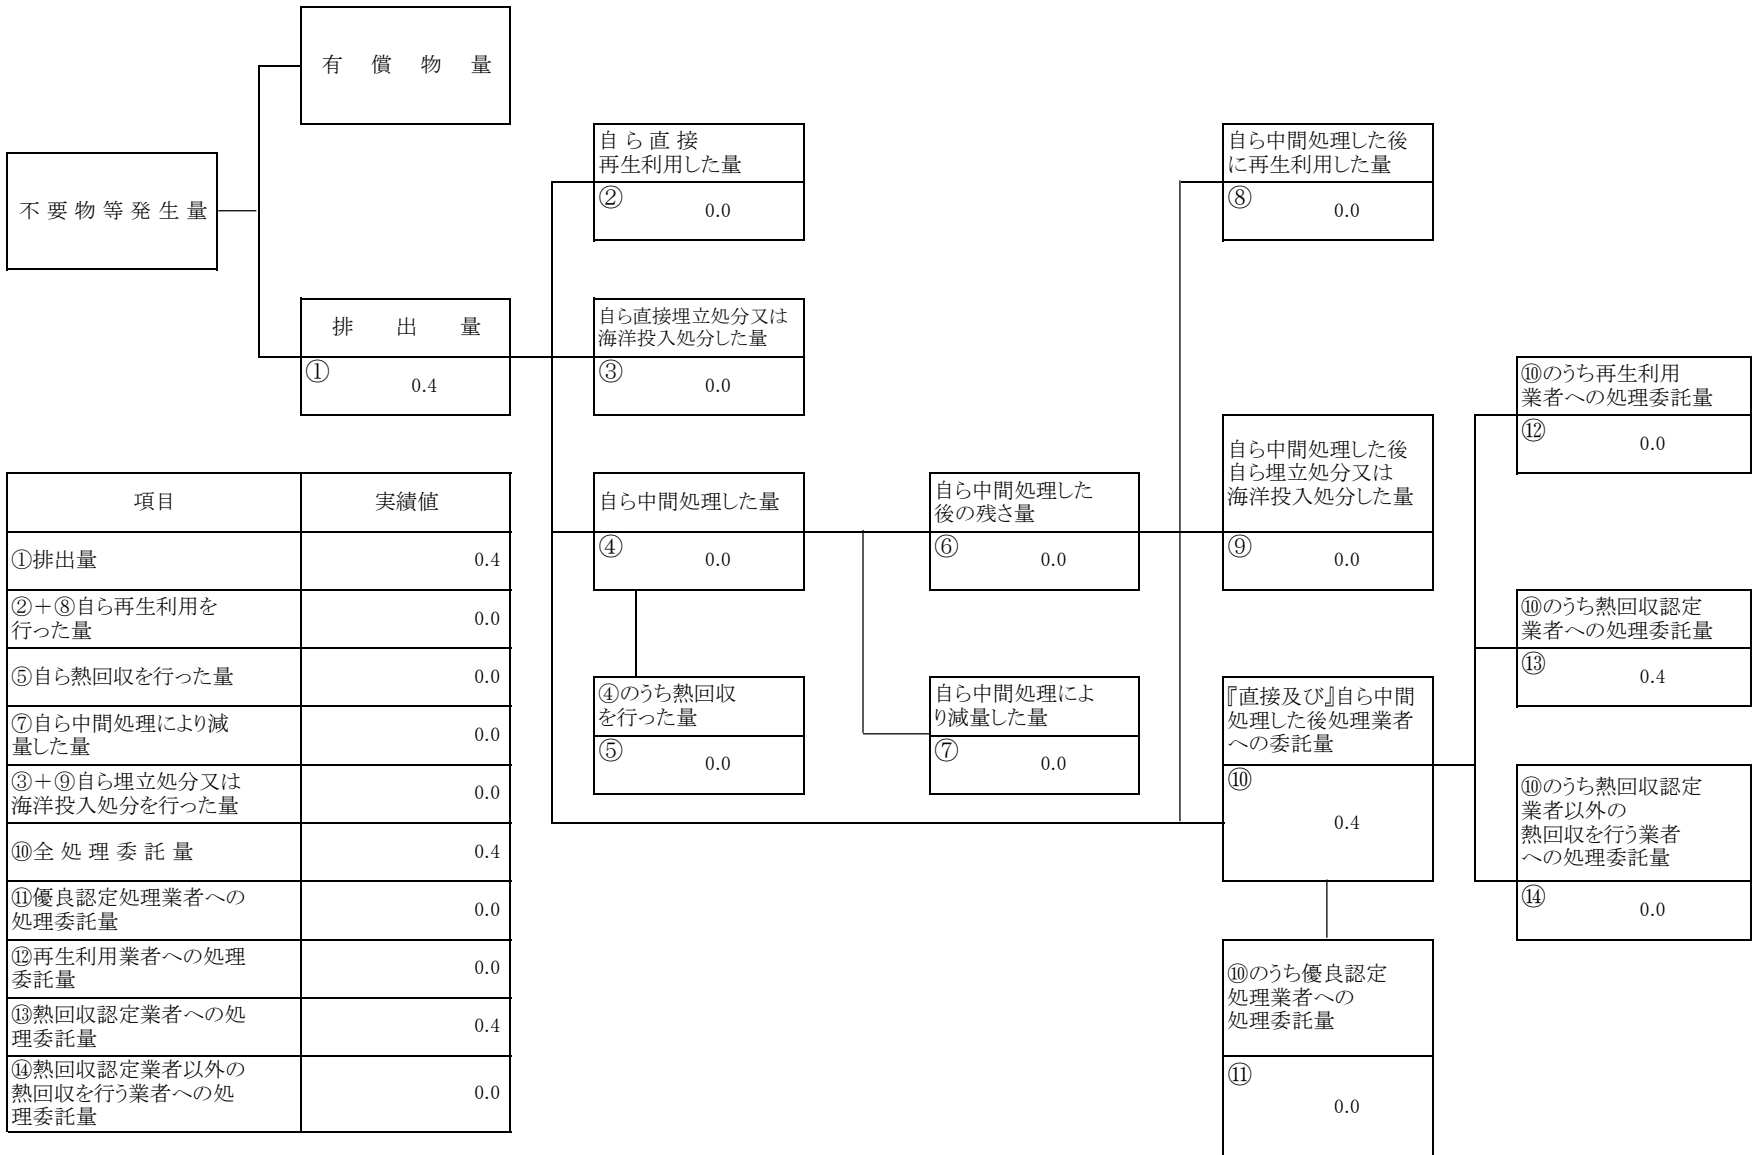 有 償 物 量
不 要 物 等 発 生 量
排 出 量
①
0.4
自 ら 直 接
再生利用した量
②
0.0
自ら直接埋立処分又は
海洋投入処分した量
③
0.0
自ら中間処理した量
④
0.0
④のうち熱回収
を行った量
⑤
0.0
自ら中間処理した
後の残さ量
⑥
0.0
自ら中間処理によ
り減量した量
⑦
0.0
自ら中間処理した後
に再生利用した量
⑧
0.0
自ら中間処理した後
自ら埋立処分又は
海洋投入処分した量
⑨
0.0
『直接及び』自ら中間
処理した後処理業者
への委託量
⑩
0.4
⑩のうち優良認定
処理業者への
処理委託量
⑪
0.0
⑩のうち再生利用
業者への処理委託量
⑫
0.0
⑩のうち熱回収認定
業者への処理委託量
⑬
0.4
⑩のうち熱回収認定
業者以外の
熱回収を行う業者
への処理委託量
⑭
0.0
項目 実績値
①排出量 0.4
②+⑧自ら再生利用を
行った量 0.0
⑤自ら熱回収を行った量 0.0
⑦自ら中間処理により減
量した量 0.0
③+⑨自ら埋立処分又は
海洋投入処分を行った量 0.0
⑩全 処 理 委 託 量 0.4
⑪優良認定処理業者への
処理委託量 0.0
⑫再生利用業者への処理
委託量 0.0
⑬熱回収認定業者への処
理委託量 0.4
⑭熱回収認定業者以外の
熱回収を行う業者への処 0.0
理委託量